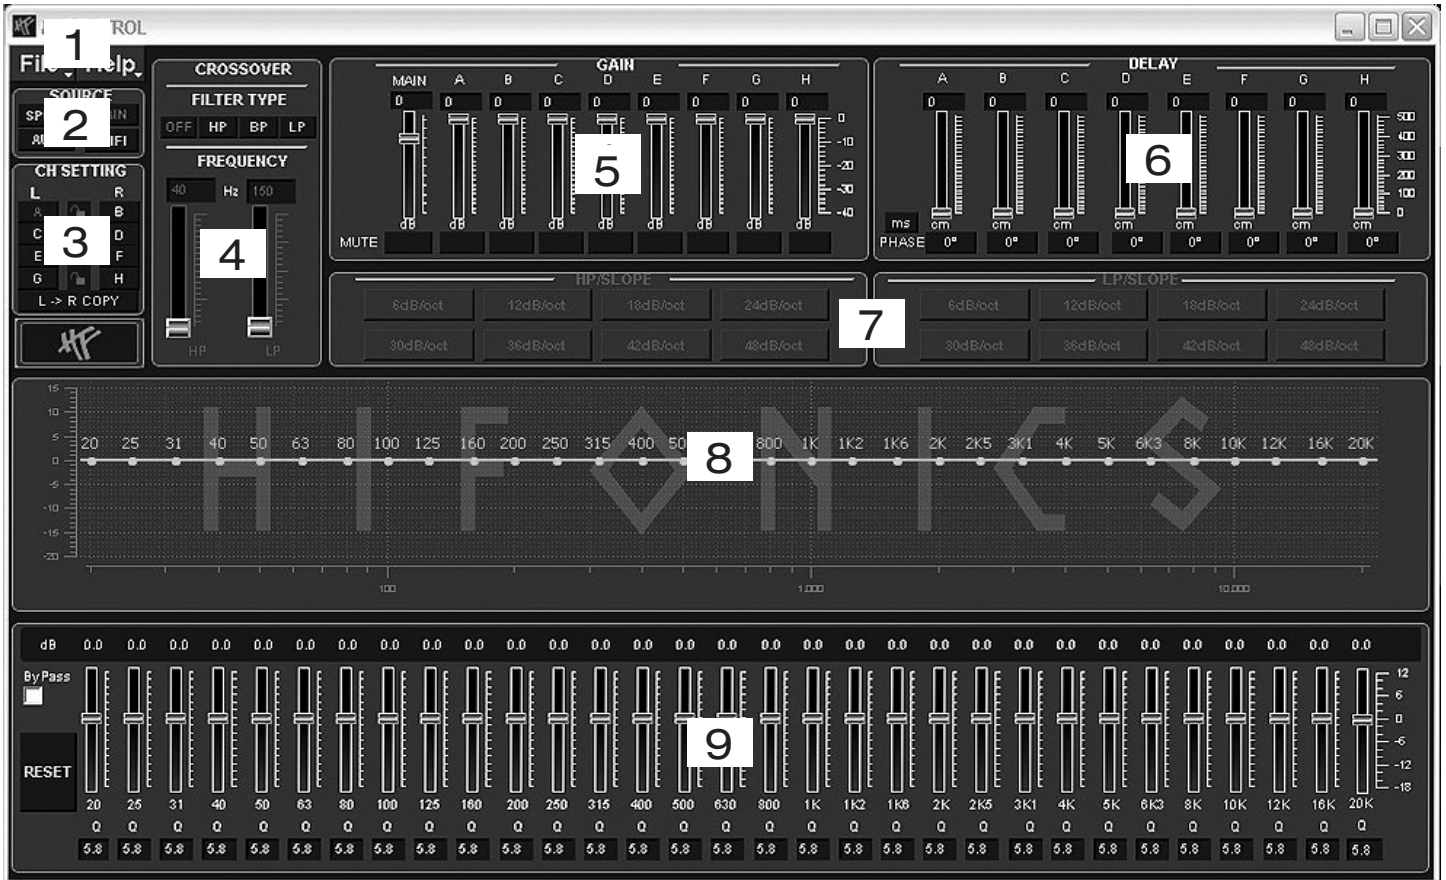 ROL
1
File Help
SOURCE
SP
2
AU
IFI
CH SETTING
L R
A B
C D
3
E F
G H
L -> R COPY
HF
CROSSOVER
FILTER TYPE
OFF HP BP LP
FREQUENCY
40 Hz 150
4
HP LP
GAIN
MAIN A B C D E F G H
0 0 0 0 0 0 0 0 0
0
-10
-20
-30
-40
5
dB dB dB dB dB dB dB dB dB
MUTE
DELAY
A B C D E F G H
0 0 0 0 0 0 0 0
500
400
300
200
100
0
6
ms cm cm cm cm cm cm cm cm
PHASE 0° 0° 0° 0° 0° 0° 0° 0°
HP/SLOPE
6dB/oct 12dB/oct 18dB/oct 24dB/oct
30dB/oct 36dB/oct 42dB/oct 48dB/oct
7
LP/SLOPE
6dB/oct 12dB/oct 18dB/oct 24dB/oct
30dB/oct 36dB/oct 42dB/oct 48dB/oct
15
10
5
0
-5
-10
-15
-20
HIFONICS
20 25 31 40 50 63 80 100 125 160 200 250 315 400 50 800 1K 1K2 1K6 2K 2K5 3K1 4K 5K 6K3 8K 10K 12K 16K 20K
8
100 1.000 10.000
dB 0.0 0.0 0.0 0.0 0.0 0.0 0.0 0.0 0.0 0.0 0.0 0.0 0.0 0.0 0.0 0.0 0.0 0.0 0.0 0.0 0.0 0.0 0.0 0.0 0.0 0.0 0.0 0.0 0.0 0.0 0.0
ByPass
12
6
0
-6
-12
-18
9
RESET
20 25 31 40 50 63 80 100 125 160 200 250 315 400 500 630 800 1K 1K2 1K6 2K 2K5 3K1 4K 5K 6K3 8K 10K 12K 16K 20K
Q Q Q Q Q Q Q Q Q Q Q Q Q Q Q Q Q Q Q Q Q Q Q Q Q Q Q Q Q Q Q
5.8 5.8 5.8 5.8 5.8 5.8 5.8 5.8 5.8 5.8 5.8 5.8 5.8 5.8 5.8 5.8 5.8 5.8 5.8 5.8 5.8 5.8 5.8 5.8 5.8 5.8 5.8 5.8 5.8 5.8 5.8